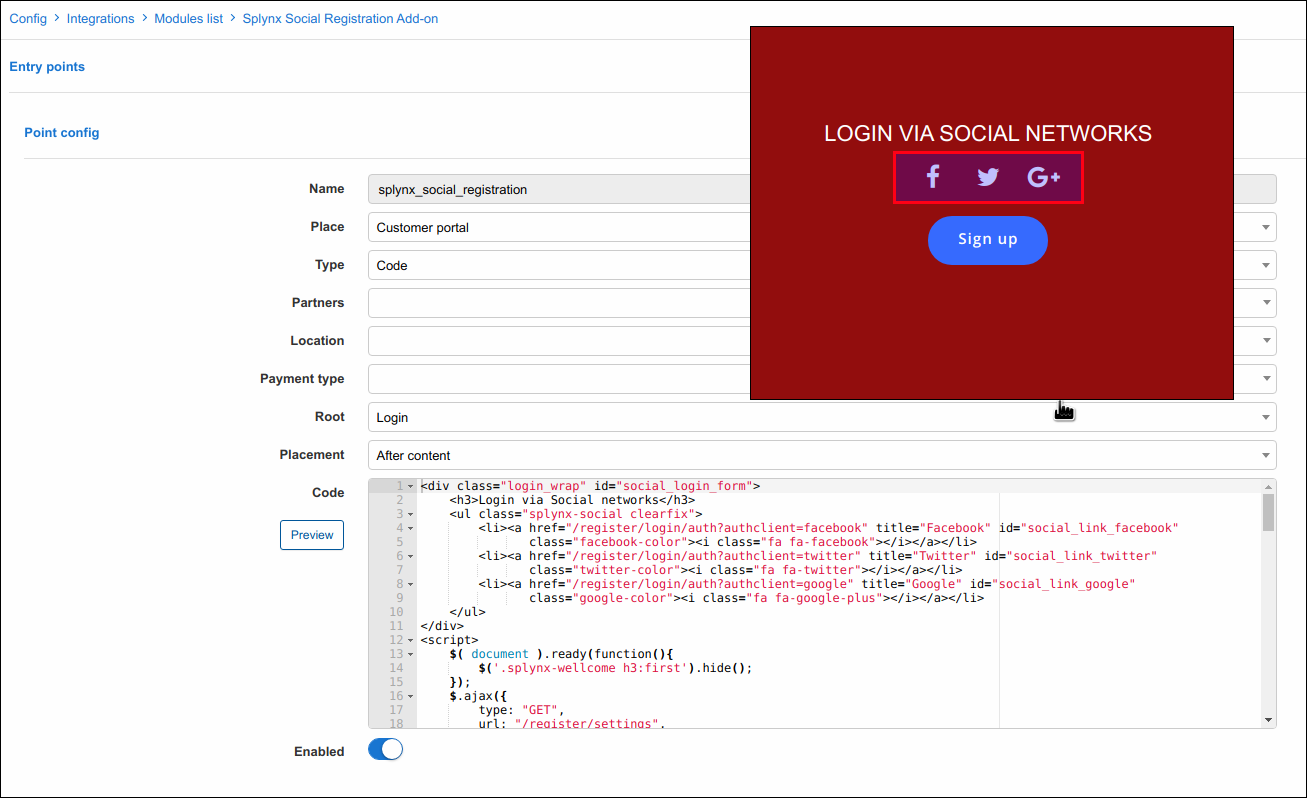 Config > Integrations > Modules list > Splynx Social Registration Add-on
Entry points
Point config
Name splynx_social_registration
Place Customer portal
Type Code
Partners
Location
Payment type
Root Login
Placement After content
Code
Preview
LOGIN VIA SOCIAL NETWORKS
f G+
Sign up
1 <div class="login_wrap" id="social_login_form">
2 <h3>Login via Social networks</h3>
3 <ul class="splynx-social clearfix">
4 <li><a href="/register/login/auth?authclient=facebook" title="Facebook" id="social_link_facebook"
5 class="facebook-color"><i class="fa fa-facebook"></i></a></li>
6 <li><a href="/register/login/auth?authclient=twitter" title="Twitter" id="social_link_twitter"
7 class="twitter-color"><i class="fa fa-twitter"></i></a></li>
8 <li><a href="/register/login/auth?authclient=google" title="Google" id="social_link_google"
9 class="google-color"><i class="fa fa-google-plus"></i></a></li>
10 </ul>
11 </div>
12 <script>
13 $( document ).ready(function(){
14 $('.splynx-wellcome h3:first').hide();
15 });
16 $.ajax({
17 type: "GET",
18 url: "/register/settings",
Enabled